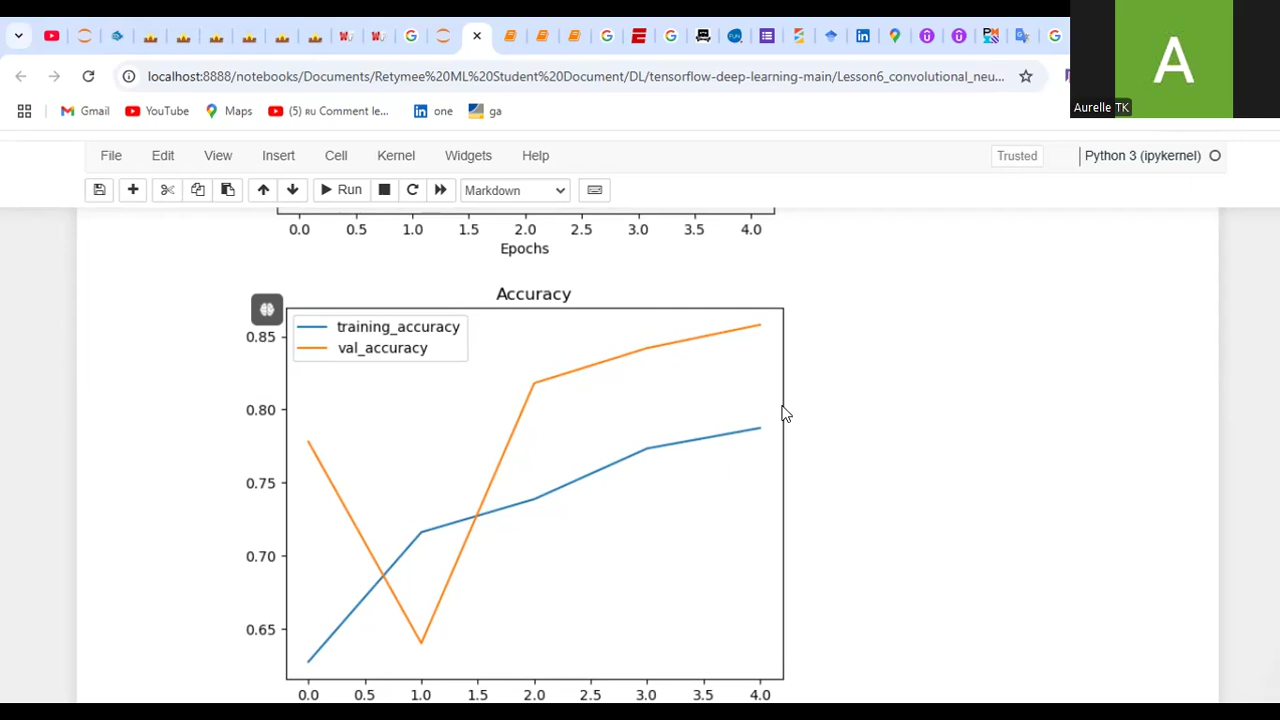 localhost:8888/notebooks/Documents/Retymee%20ML%20Student%20Document/DL/tensorflow-deep-learning-main/Lesson6_convolutional_neu...
A
Aurelle TK
Gmail YouTube Maps (5) ʀᴜ Comment le... one ga
File Edit View Insert Cell Kernel Widgets Help Trusted Python 3 (ipykernel)
Run Markdown
0.0 0.5 1.0 1.5 2.0 2.5 3.0 3.5 4.0
Epochs
Accuracy
training_accuracy
val_accuracy
0.85
0.80
0.75
0.70
0.65
0.0 0.5 1.0 1.5 2.0 2.5 3.0 3.5 4.0